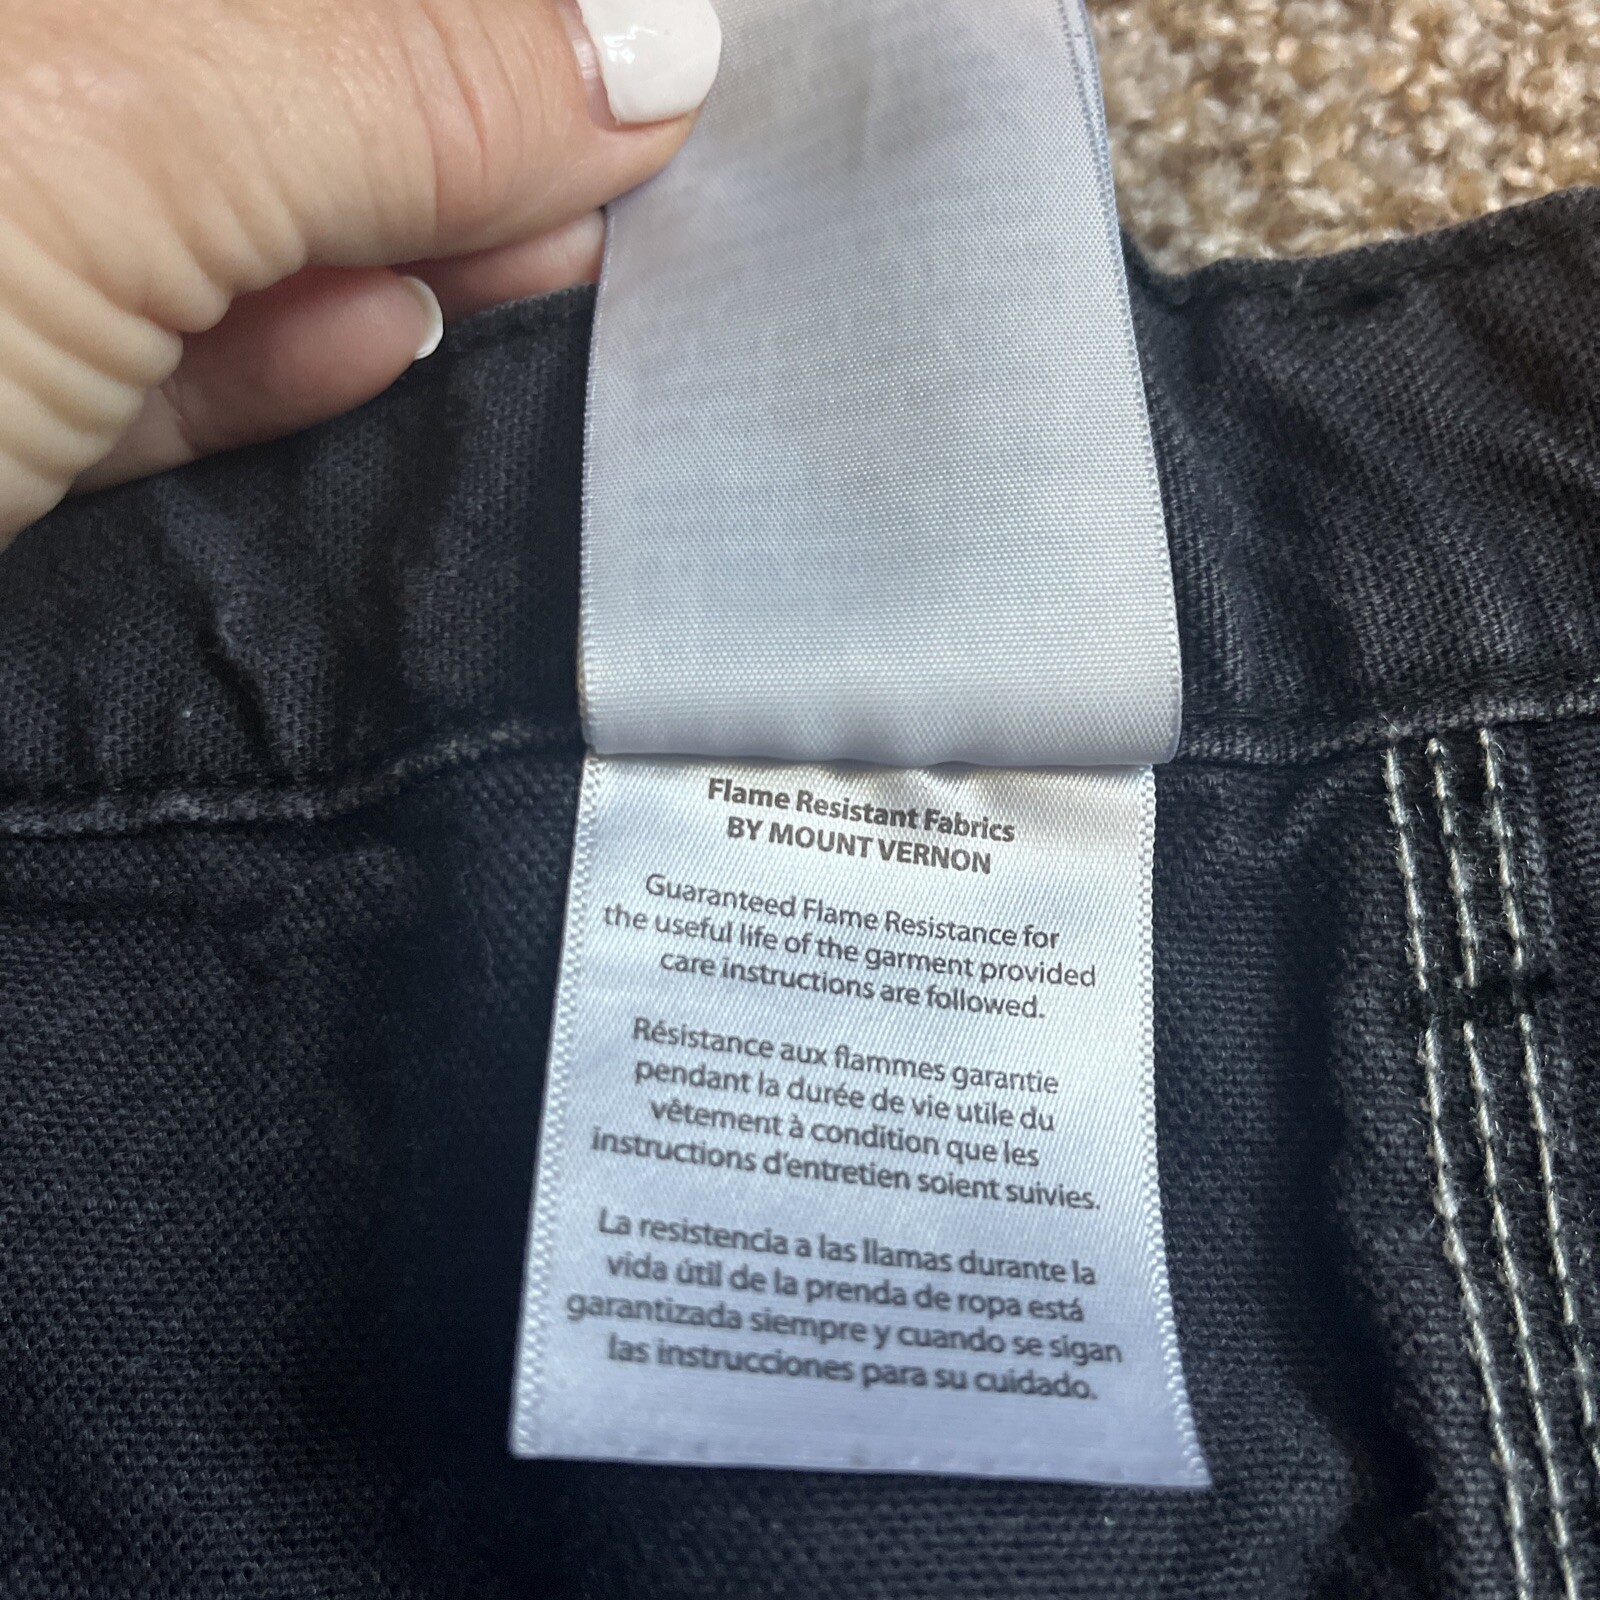 Flame Resistant Fabrics
BY MOUNT VERNON
Guaranteed Flame Resistance for
the useful life of the garment provided
care instructions are followed.
Résistance aux flammes garantie
pendant la durée de vie utile du
vêtement à condition que les
instructions d'entretien soient suivies.
La resistencia a las llamas durante la
vida útil de la prenda de ropa está
garantizada siempre y cuando se sigan
las instrucciones para su cuidado.